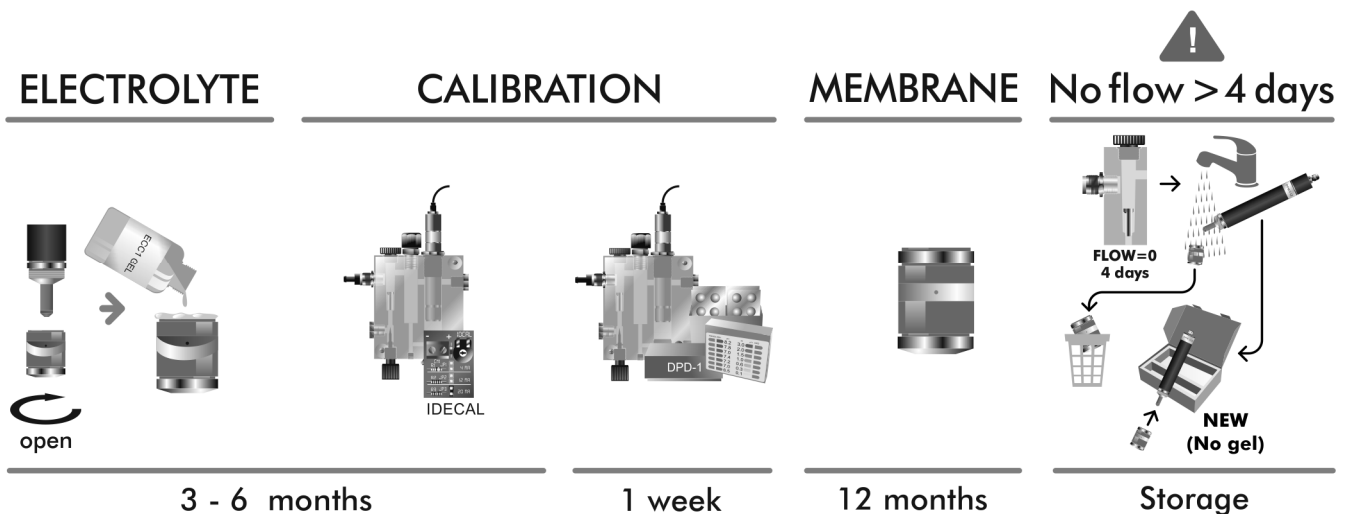 !
ELECTROLYTE
CALIBRATION
MEMBRANE
No flow > 4 days
ECC1 GEL
open
IDECAL
DPD-1
FLOW=0
4 days
NEW
(No gel)
3 - 6 months
1 week
12 months
Storage